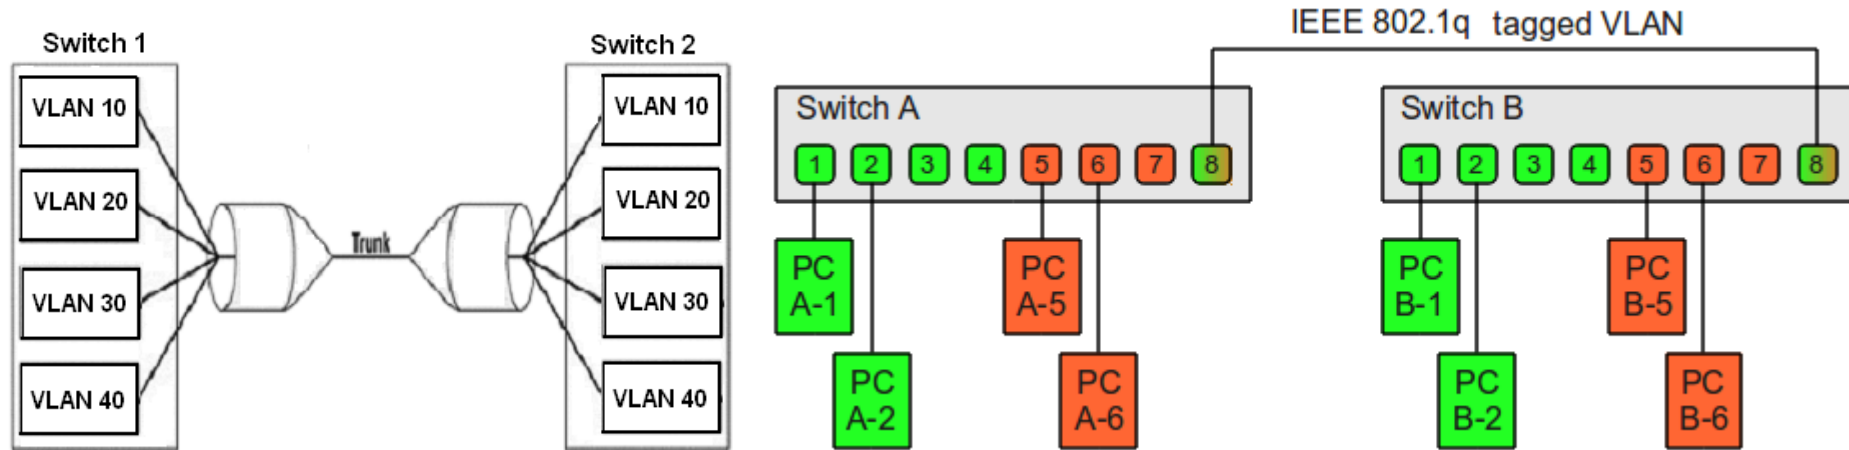 Switch 1
VLAN 10
VLAN 20
VLAN 30
VLAN 40
Trunk
Switch 2
VLAN 10
VLAN 20
VLAN 30
VLAN 40
IEEE 802.1q tagged VLAN
Switch A
1 2 3 4 5 6 7 8
PC
A-1
PC
A-2
PC
A-5
PC
A-6
Switch B
1 2 3 4 5 6 7 8
PC
B-1
PC
B-2
PC
B-5
PC
B-6